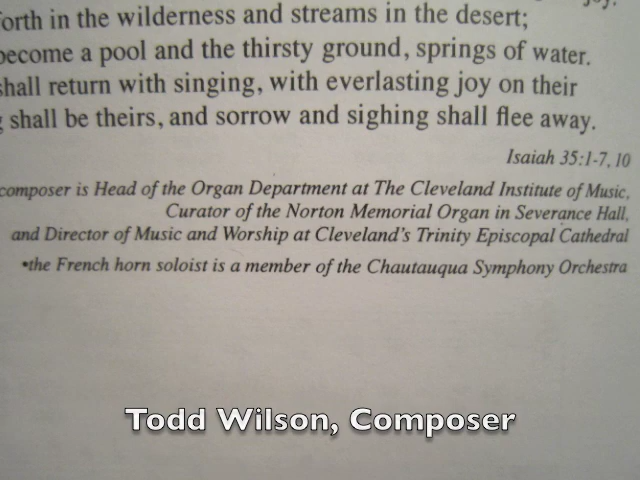 joy.
forth in the wilderness and streams in the desert;
become a pool and the thirsty ground, springs of water.
shall return with singing, with everlasting joy on their
shall be theirs, and sorrow and sighing shall flee away.
Isaiah 35:1-7, 10
composer is Head of the Organ Department at The Cleveland Institute of Music,
Curator of the Norton Memorial Organ in Severance Hall,
and Director of Music and Worship at Cleveland's Trinity Episcopal Cathedral
•the French horn soloist is a member of the Chautauqua Symphony Orchestra
Todd Wilson, Composer